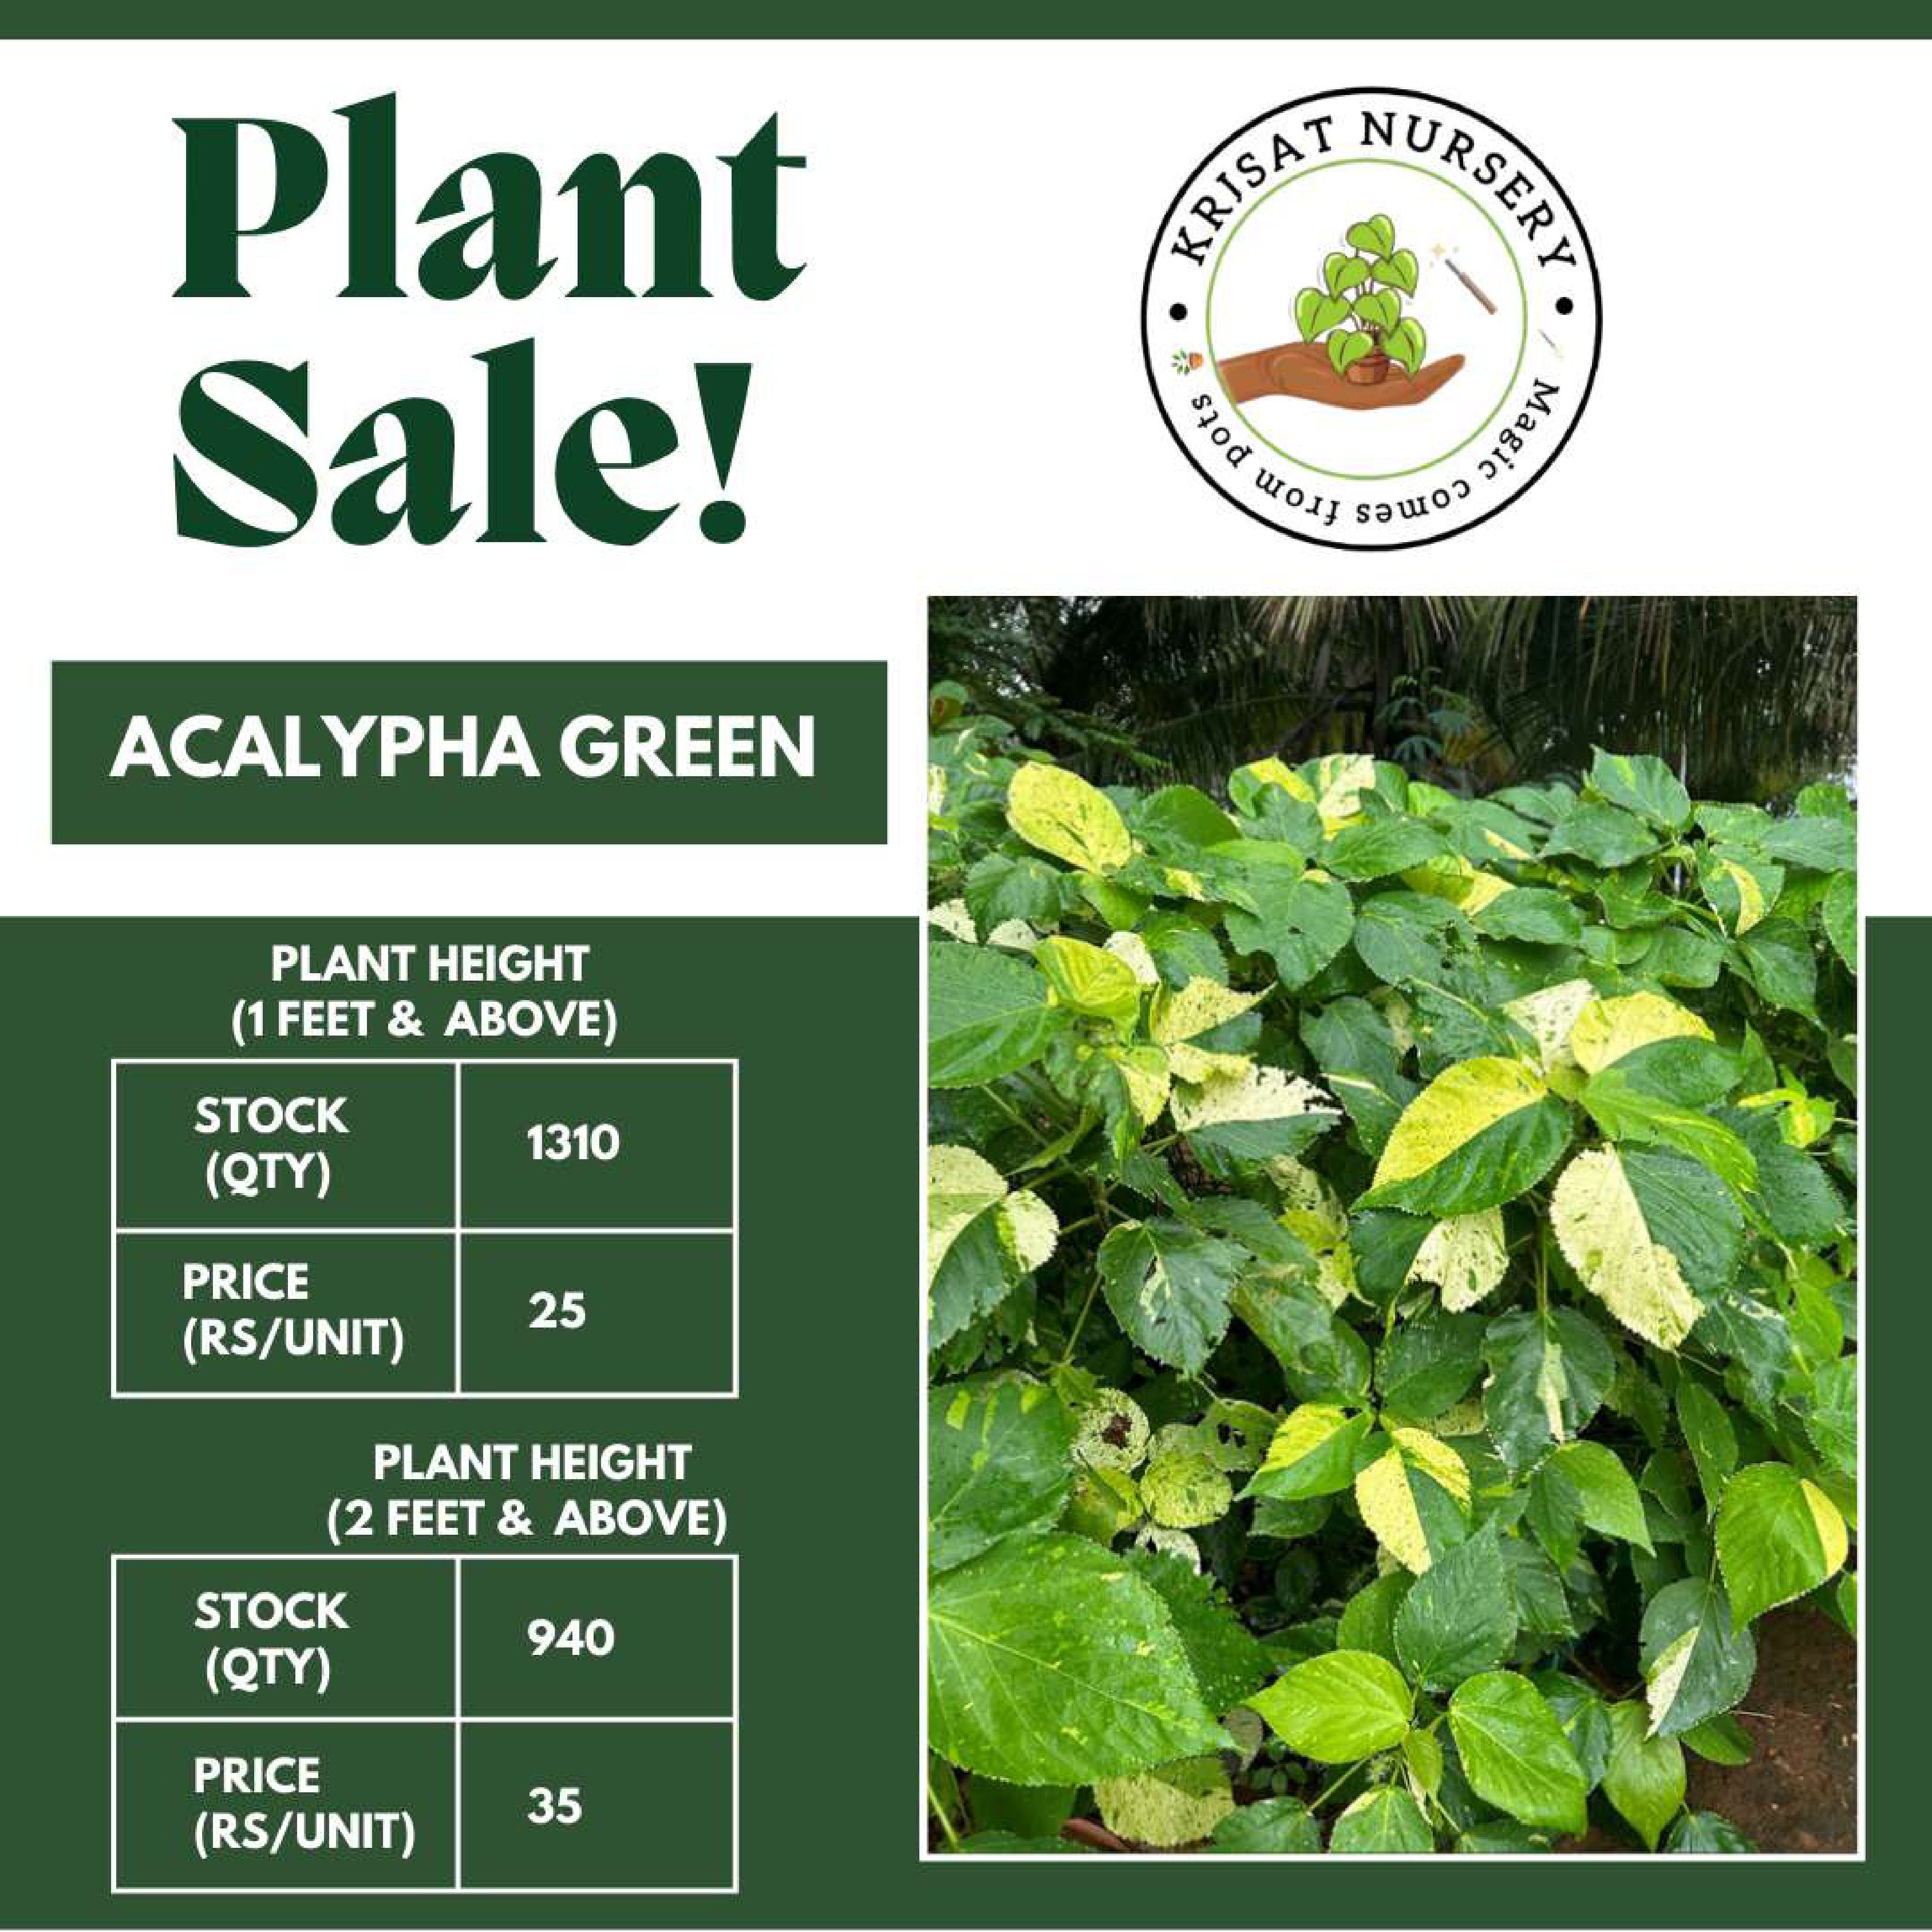 Plant
Sale!
KRISAT NURSERY
Magic comes from pots
ACALYPHA GREEN
PLANT HEIGHT
(1 FEET & ABOVE)
STOCK
(QTY)
1310
PRICE
(RS/UNIT)
25
PLANT HEIGHT
(2 FEET & ABOVE)
STOCK
(QTY)
940
PRICE
(RS/UNIT)
35